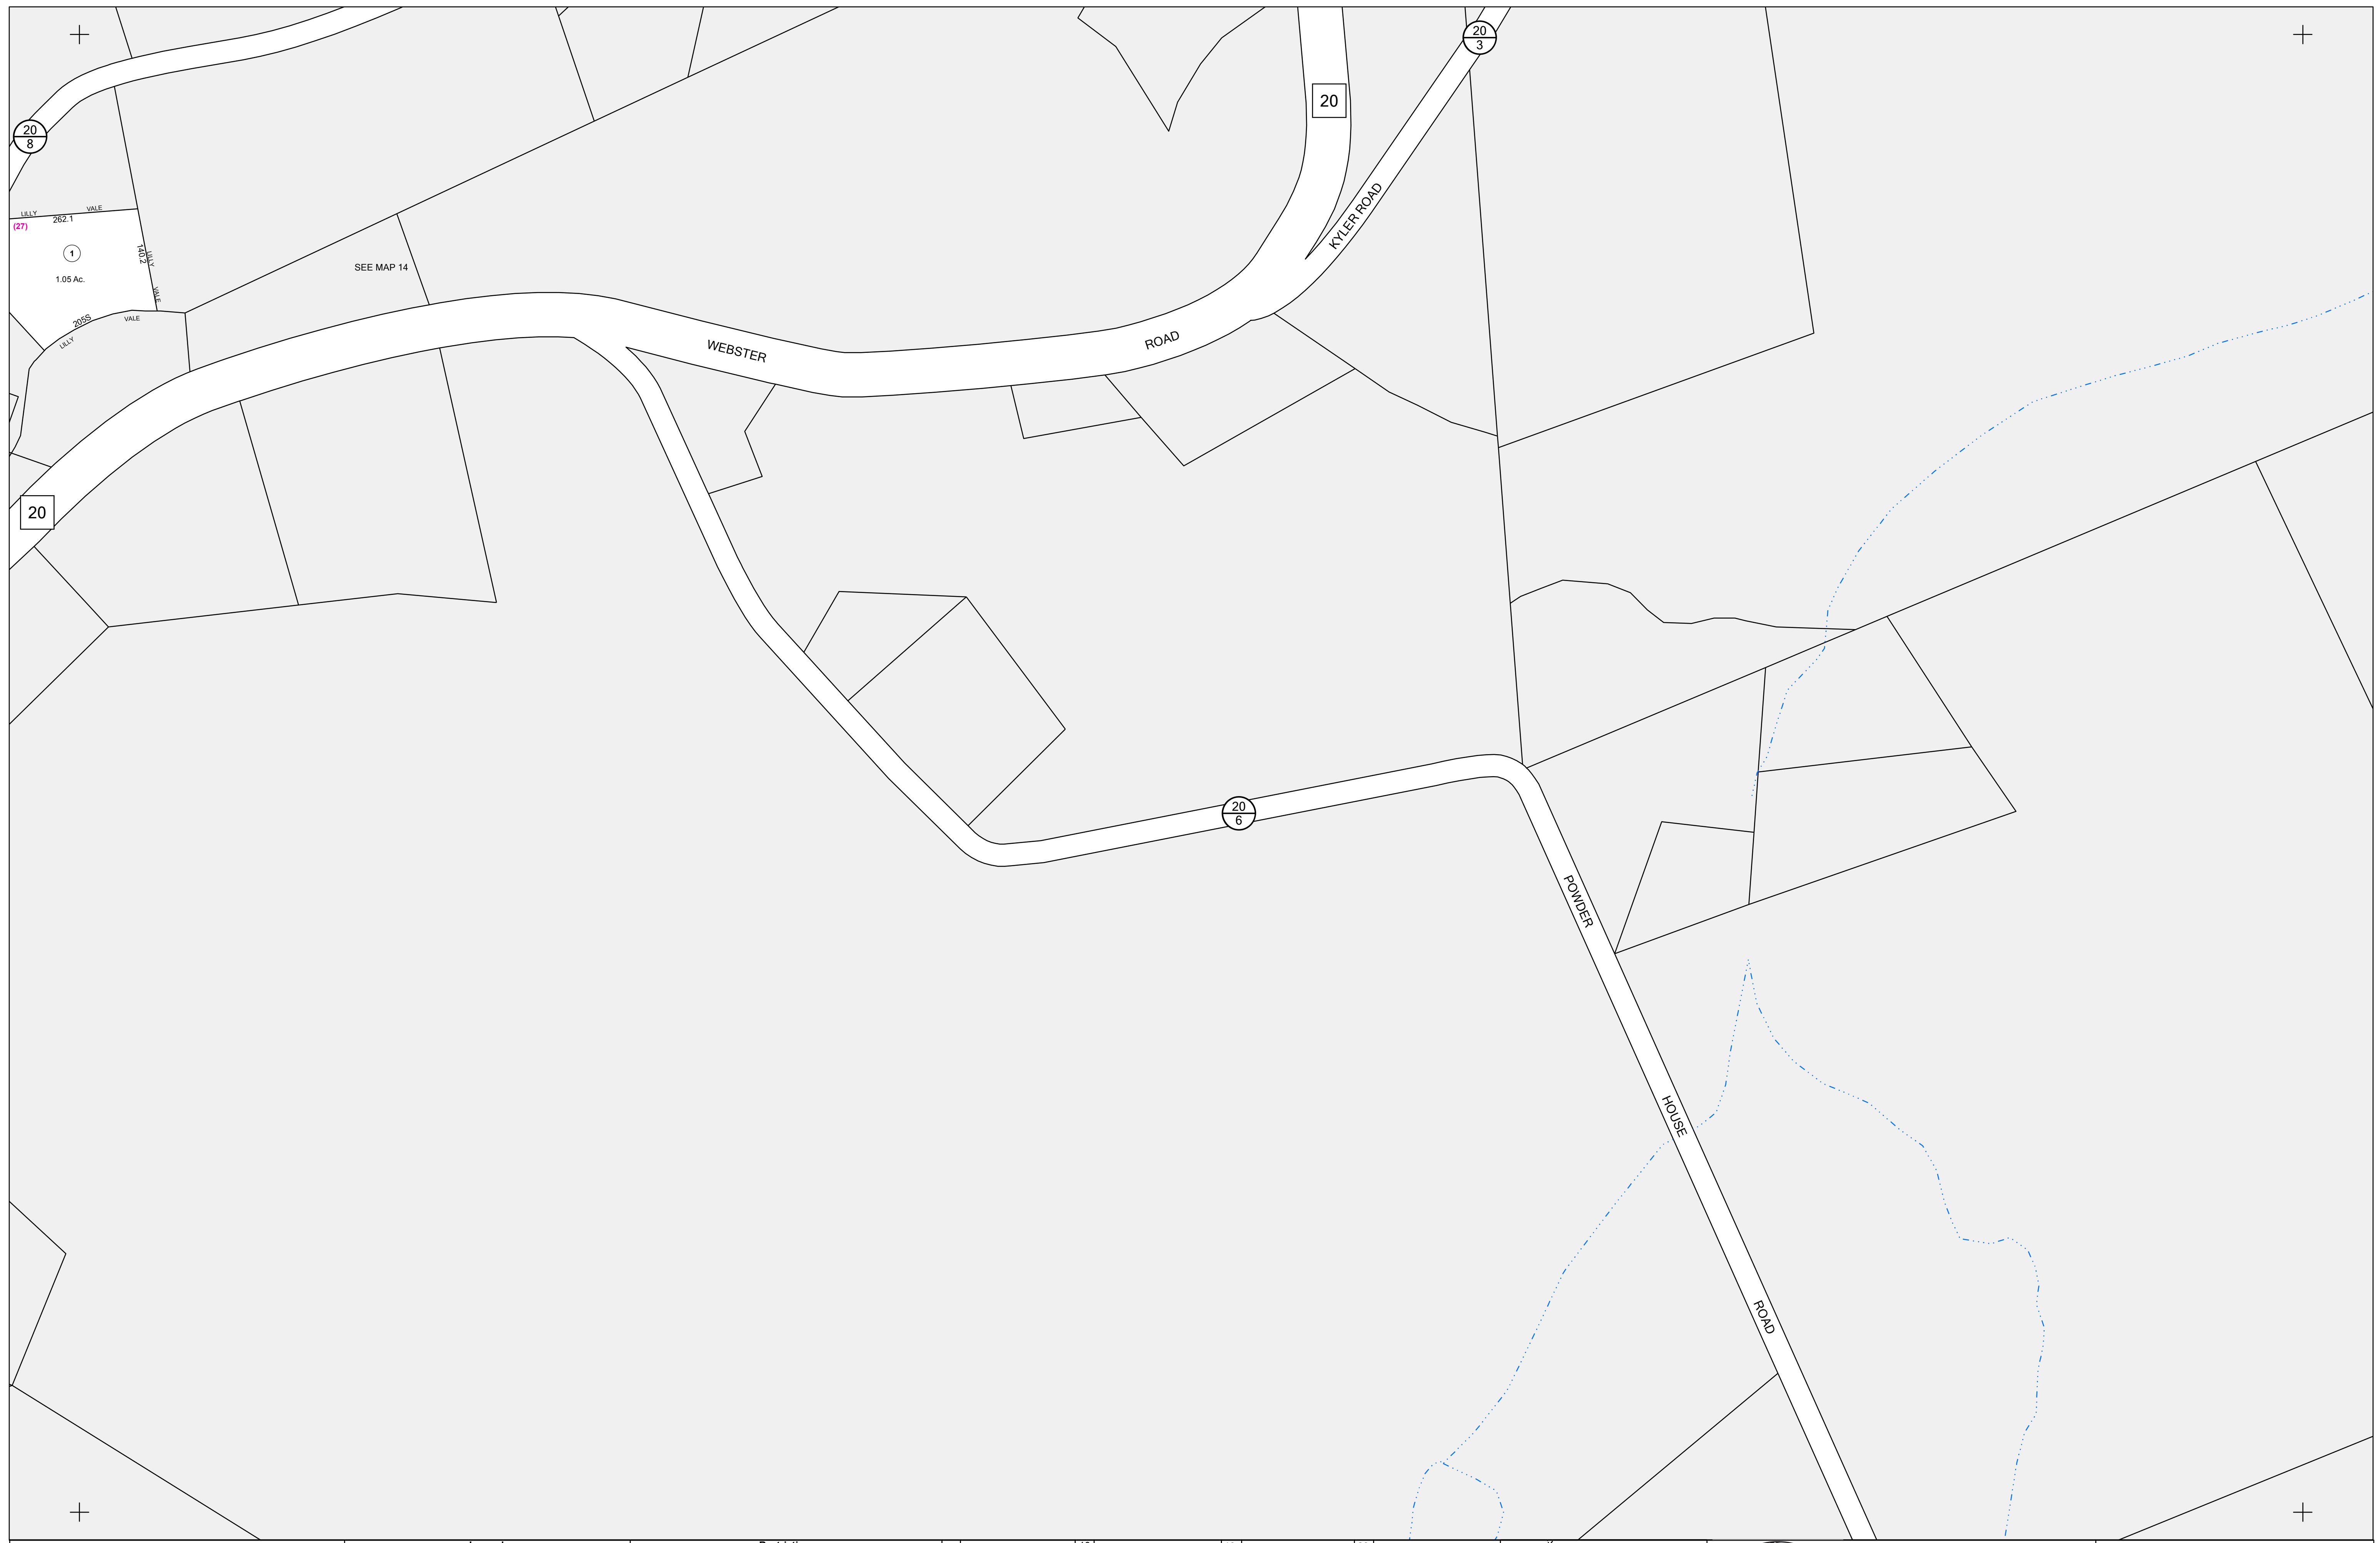 20
3
20
20
8
KYLER ROAD
LILLY
VALE
262.1
(27)
1
140.2
LILLY
1.05 Ac.
VALE
SEE MAP 14
205S
VALE
LILLY
WEBSTER
ROAD
20
20
6
POWDER
HOUSE
ROAD